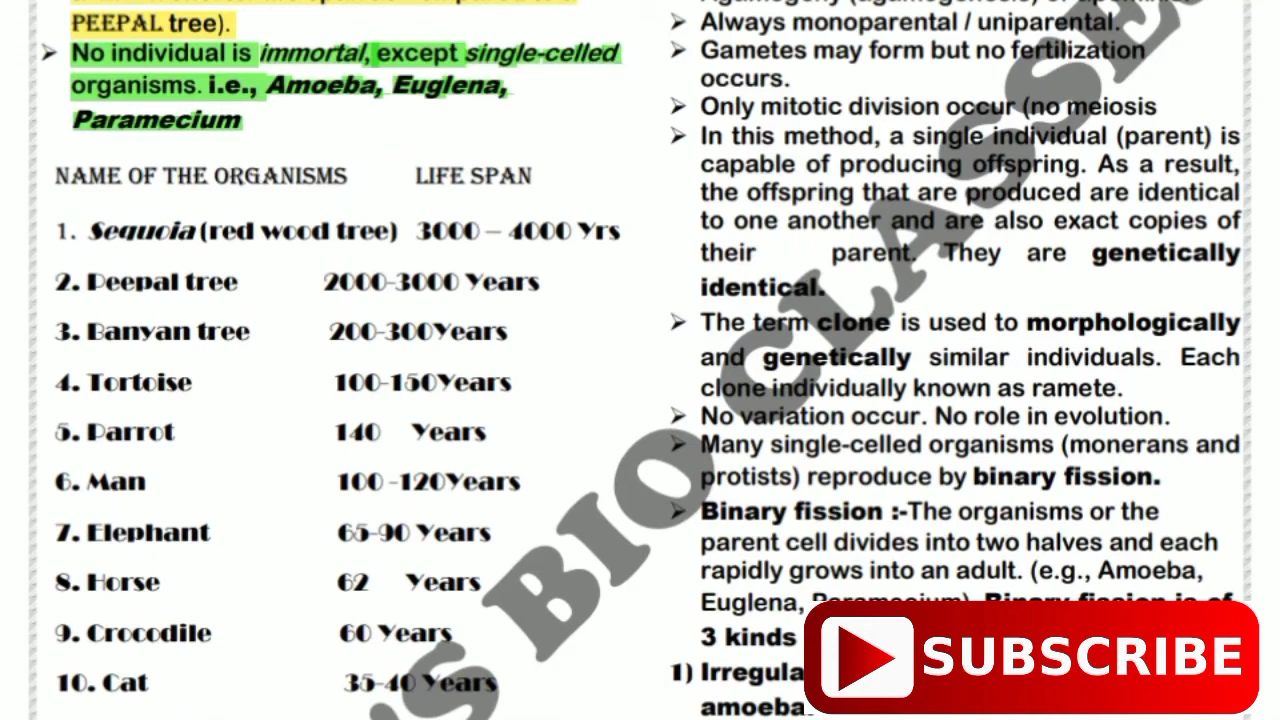 PEEPAL tree).
➢ No individual is immortal, except single-celled
organisms. i.e., Amoeba, Euglena,
Paramecium
NAME OF THE ORGANISMS LIFE SPAN
1. Sequoia (red wood tree) 3000 – 4000 Yrs
2. Peepal tree 2000-3000 Years
3. Banyan tree 200-300Years
4. Tortoise 100-150Years
5. Parrot 140 Years
6. Man 100 -120Years
7. Elephant 65-90 Years
8. Horse 62 Years
9. Crocodile 60 Years
10. Cat 35-40 Years
➢ Always monoparental / uniparental.
➢ Gametes may form but no fertilization
occurs.
➢ Only mitotic division occur (no meiosis
➢ In this method, a single individual (parent) is
capable of producing offspring. As a result,
the offspring that are produced are identical
to one another and are also exact copies of
their parent. They are genetically
identical.
➢ The term clone is used to morphologically
and genetically similar individuals. Each
clone individually known as ramete.
➢ No variation occur. No role in evolution.
➢ Many single-celled organisms (monerans and
protists) reproduce by binary fission.
➢ Binary fission :-The organisms or the
parent cell divides into two halves and each
rapidly grows into an adult. (e.g., Amoeba,
Euglena,
3 kinds
1)
amoeba.
'S BIO CLASSES
SUBSCRIBE